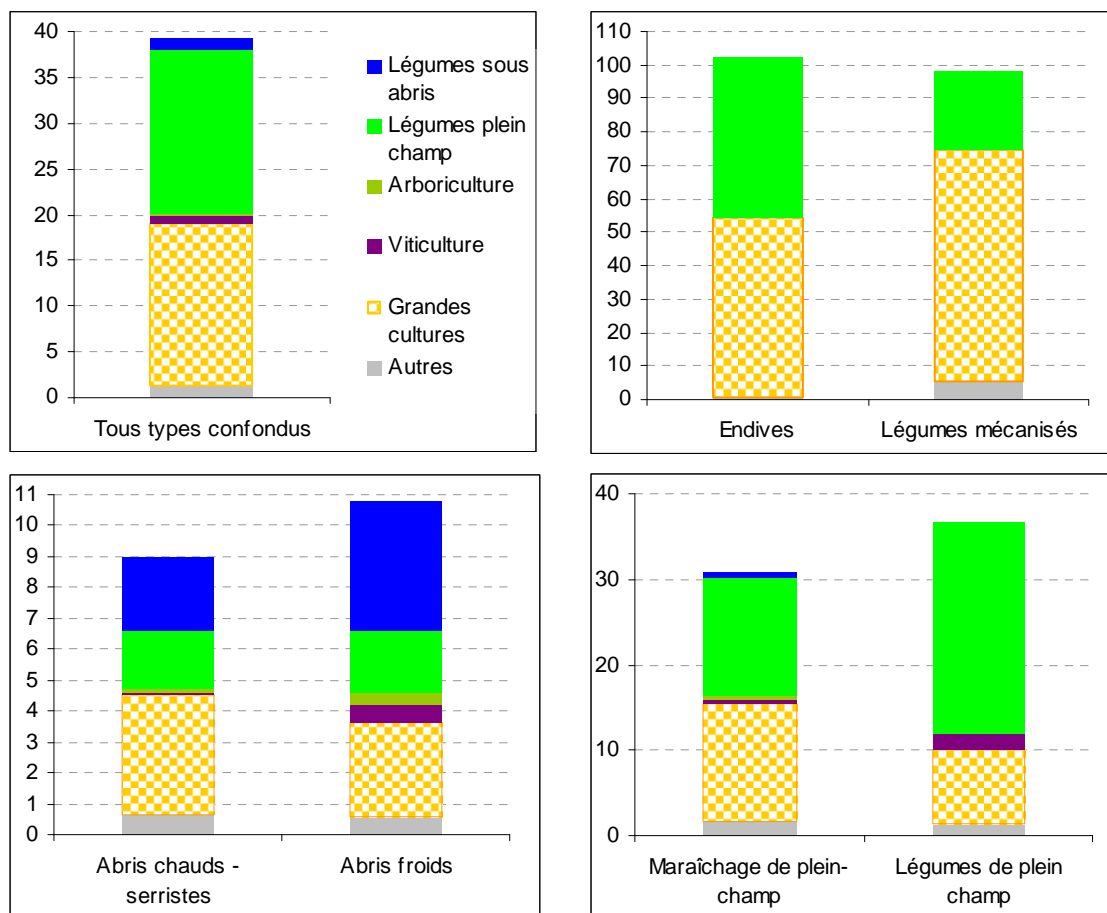 40
35
30
25
20
15
10
5
0
Tous types confondus
Légumes sous
abris
Légumes plein
champ
Arboriculture
Viticulture
Grandes
cultures
Autres
110
100
90
80
70
60
50
40
30
20
10
0
Endives
Légumes mécanisés
11
10
9
8
7
6
5
4
3
2
1
0
Abris chauds -
serristes
Abris froids
40
30
20
10
0
Maraîchage de plein-
champ
Légumes de plein
champ